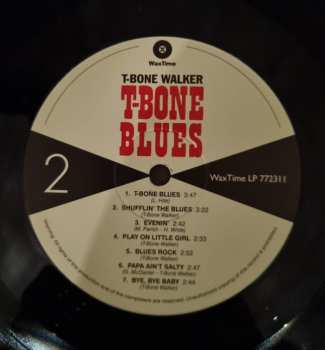 WaxTime
T-BONE WALKER
T-BONE
BLUES
2
WaxTime LP 772311
1. T-BONE BLUES 3:47
(L. Hite)
2. SHUFFLIN' THE BLUES 3:02
(T-Bone Walker)
3. EVENIN' 2:42
(M. Parish - H. White)
4. PLAY ON LITTLE GIRL 2:33
(T-Bone Walker)
5. BLUES ROCK 2:52
(T-Bone Walker)
6. PAPA AIN'T SALTY 2:47
(G. McDaniel - T-Bone Walker)
7. BYE, BYE BABY 2:44
(T-Bone Walker)